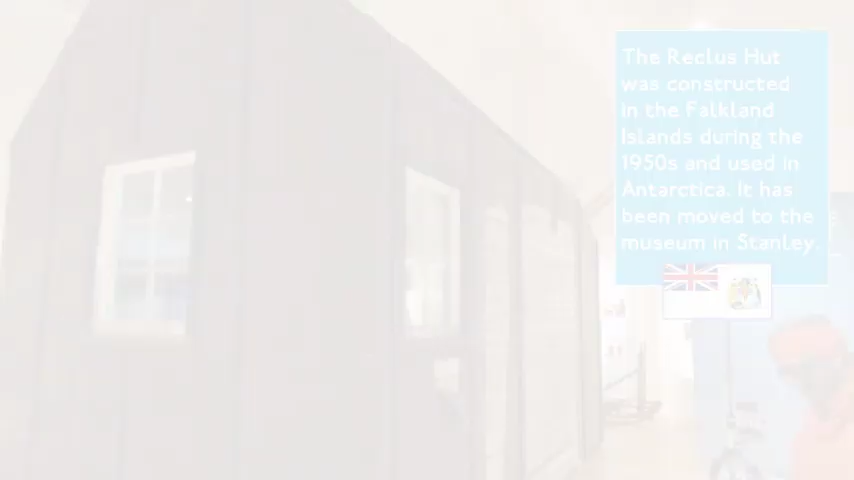 The Reclus Hut
was constructed
in the Falkland
Islands during the
1950s and used in
Antarctica. It has
been moved to the
museum in Stanley.